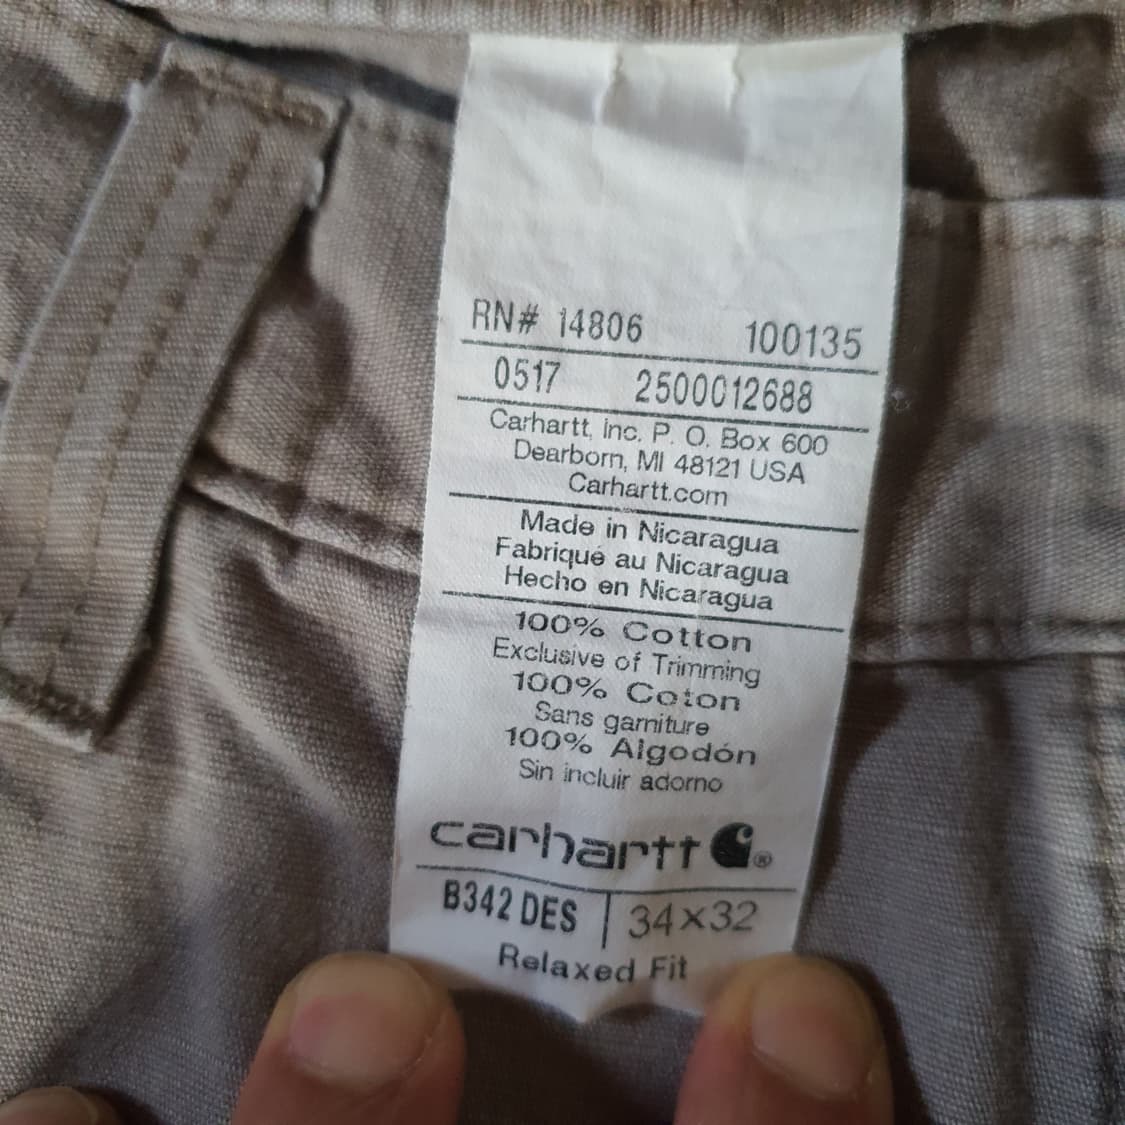 RN# 14806 100135
0517 2500012688
Carhartt, Inc. P. O. Box 600
Dearborn, MI 48121 USA
Carhartt.com
Made in Nicaragua
Fabriqué au Nicaragua
Hecho en Nicaragua
100% Cotton
Exclusive of Trimming
100% Coton
Sans garniture
100% Algodón
Sin incluir adorno
carhartt ®
B342 DES | 34x32
Relaxed Fit